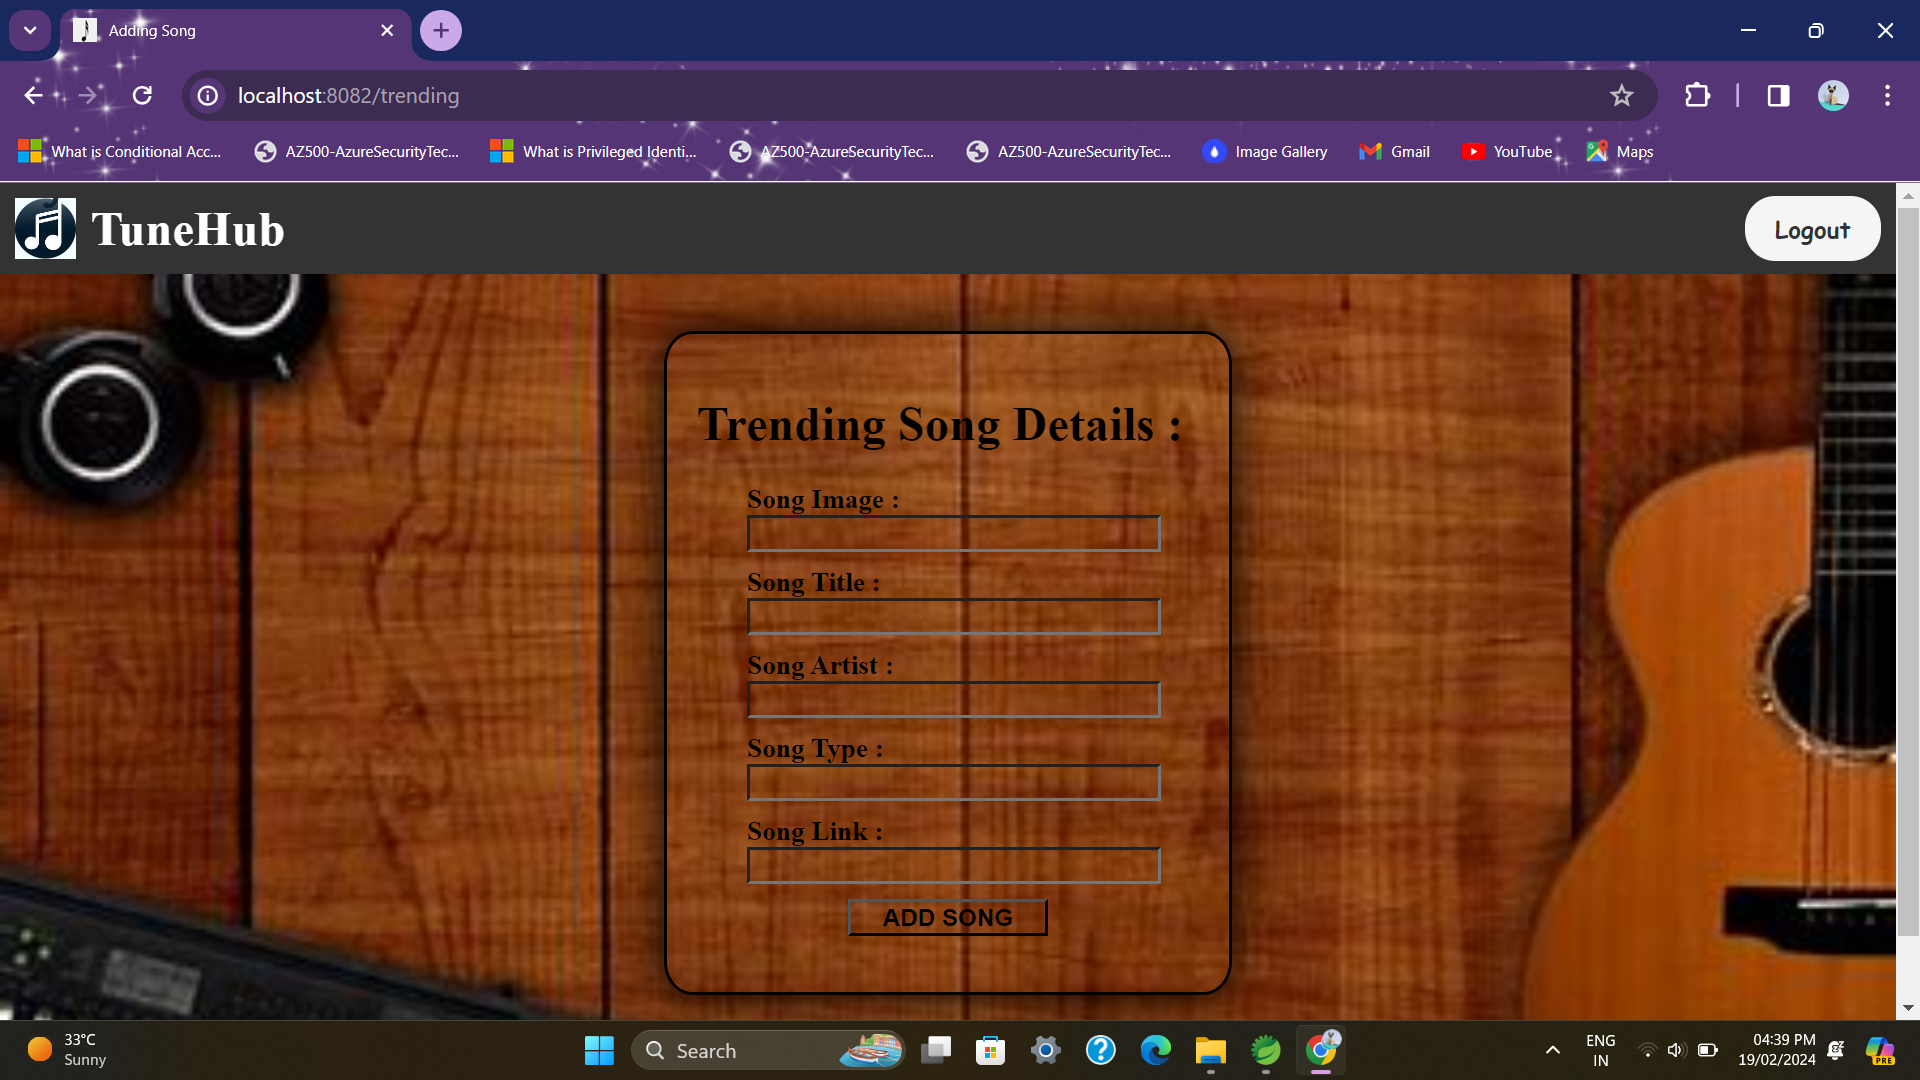 Adding Song
localhost:8082/trending
What is Conditional Acc... AZ500-AzureSecurityTec... What is Privileged Identi... AZ500-AzureSecurityTec... AZ500-AzureSecurityTec... Image Gallery Gmail YouTube Maps
TuneHub
Logout
Trending Song Details :
Song Image :
Song Title :
Song Artist :
Song Type :
Song Link :
ADD SONG
33°C
Sunny
Search
ENG
IN
04:39 PM
19/02/2024
PRE